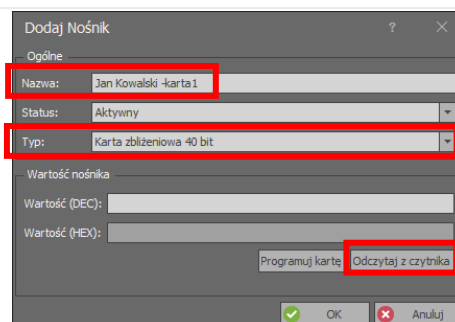 Dodaj Nośnik ?
Ogólne
Nazwa: Jan Kowalski -karta1
Status: Aktywny
Typ: Karta zbliżeniowa 40 bit
Wartość nośnika
Wartość (DEC):
Wartość (HEX):
Programuj kartę Odczytaj z czytnika
OK Anuluj